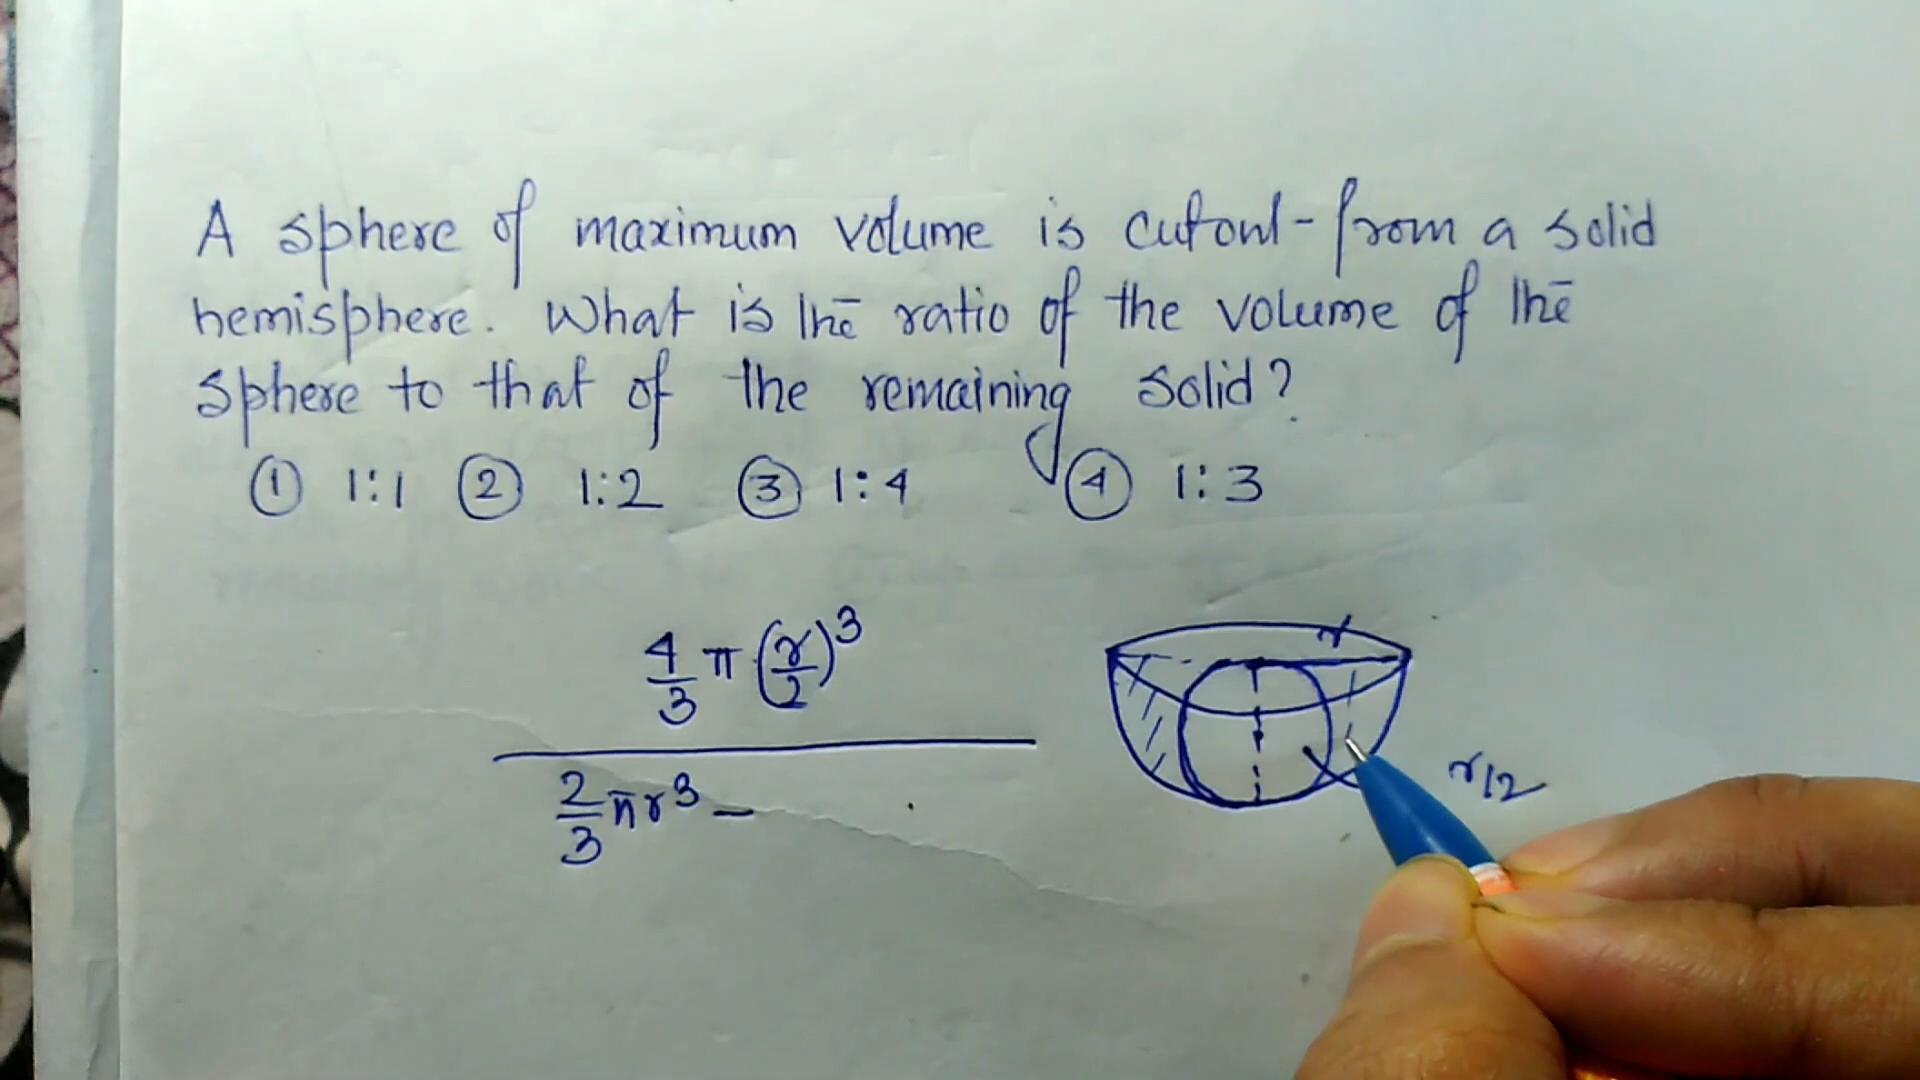 A sphere of maximum volume is cutout from a solid
hemisphere. What is the ratio of the volume of the
sphere to that of the remaining solid?
① 1:1 ② 1:2 ③ 1:4 ④ 1:3
4/3 π (r/2)^3
2/3 πr^3 –
r
r/2